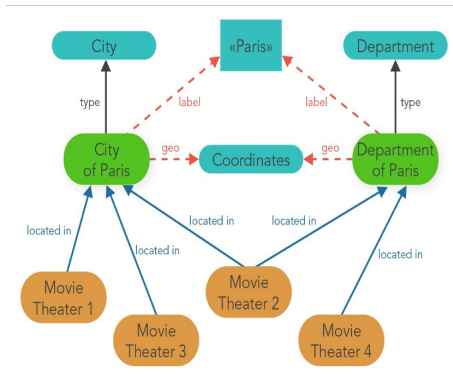 City
«Paris»
Department
type
label
label
type
City
of Paris
geo
Coordinates
geo
Department
of Paris
located in
located in
located in
located in
located in
Movie
Theater 1
Movie
Theater 3
Movie
Theater 2
Movie
Theater 4